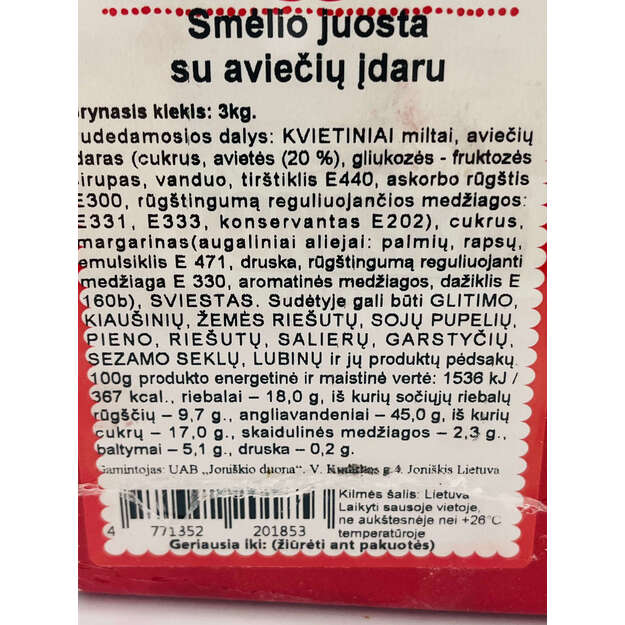 Smėlio juosta
su aviečių įdaru
rynasis kiekis: 3kg.
udedamosios dalys: KVIETINIAI miltai, aviečių
daras (cukrus, avietės (20 %), gliukozės - fruktozės
irupas, vanduo, tirštiklis E440, askorbo rūgštis
E300, rūgštingumą reguliuojančios medžiagos:
E331, E333, konservantas E202), cukrus,
margarinas(augaliniai aliejai: palmių, rapsų,
emulsiklis E 471, druska, rūgštingumą reguliuojanti
medžiaga E 330, aromatinės medžiagos, dažiklis E
160b), SVIESTAS. Sudėtyje gali būti GLITIMO,
KIAUŠINIŲ, ŽEMĖS RIEŠUTŲ, SOJŲ PUPELIŲ,
PIENO, RIEŠUTŲ, SALIERŲ, GARSTYČIŲ,
SEZAMO SEKLŲ, LUBINŲ ir jų produktų pėdsakų.
100g produkto energetinė ir maistinė vertė: 1536 kJ /
367 kcal., riebalai – 18,0 g., iš kurių sočiųjų riebalų
rūgščių – 9,7 g., angliavandeniai – 45,0 g., iš kurių
cukrų – 17,0 g., skaidulinės medžiagos – 2,3 g.,
baltymai – 5,1 g., druska – 0,2 g.
Gamintojas: UAB „Joniškio duona“. V. g.4. Joniškis Lietuva
Kilmės šalis: Lietuva
Laikyti sausoje vietoje,
ne aukštesnėje nei +26°C
temperatūroje
4 771352 201853
Geriausia iki: (žiūrėti ant pakuotės)